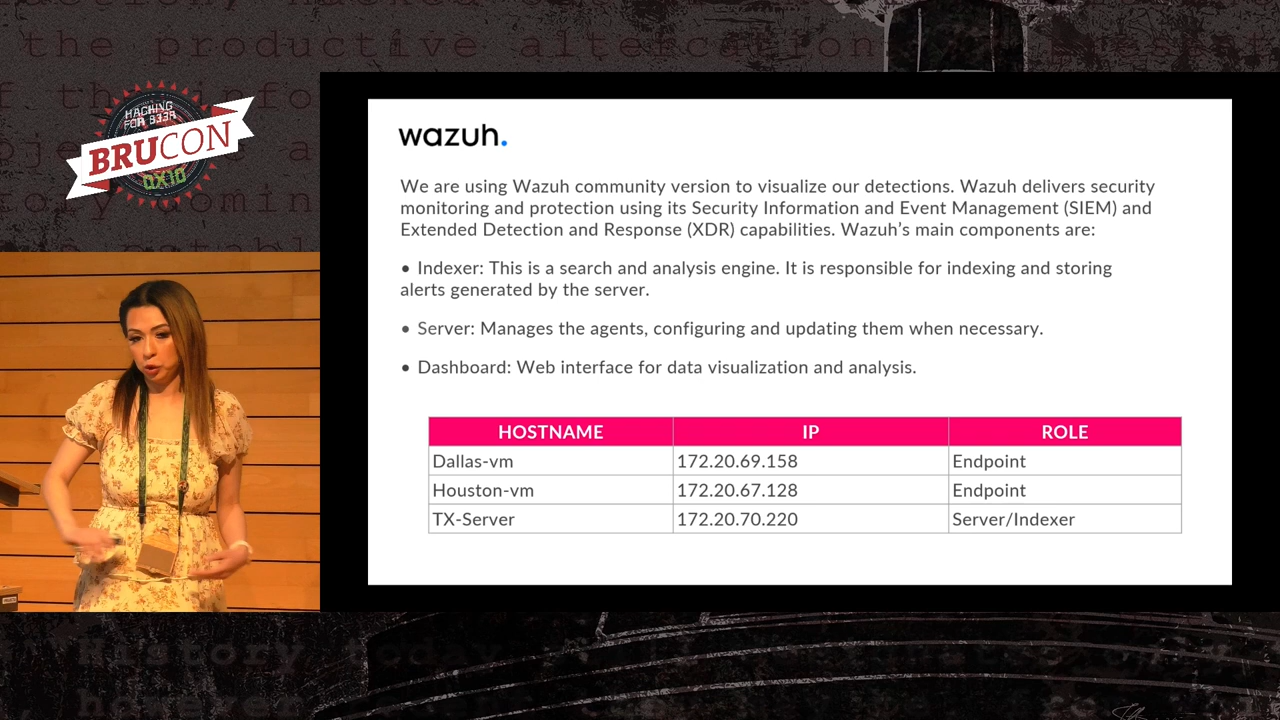 the productive altercation
HACKING
FOR B33R
BRUCON
0X10
wazuh.
We are using Wazuh community version to visualize our detections. Wazuh delivers security
monitoring and protection using its Security Information and Event Management (SIEM) and
Extended Detection and Response (XDR) capabilities. Wazuh’s main components are:
• Indexer: This is a search and analysis engine. It is responsible for indexing and storing
alerts generated by the server.
• Server: Manages the agents, configuring and updating them when necessary.
• Dashboard: Web interface for data visualization and analysis.
HOSTNAME IP ROLE
Dallas-vm 172.20.69.158 Endpoint
Houston-vm 172.20.67.128 Endpoint
TX-Server 172.20.70.220 Server/Indexer
History today
however